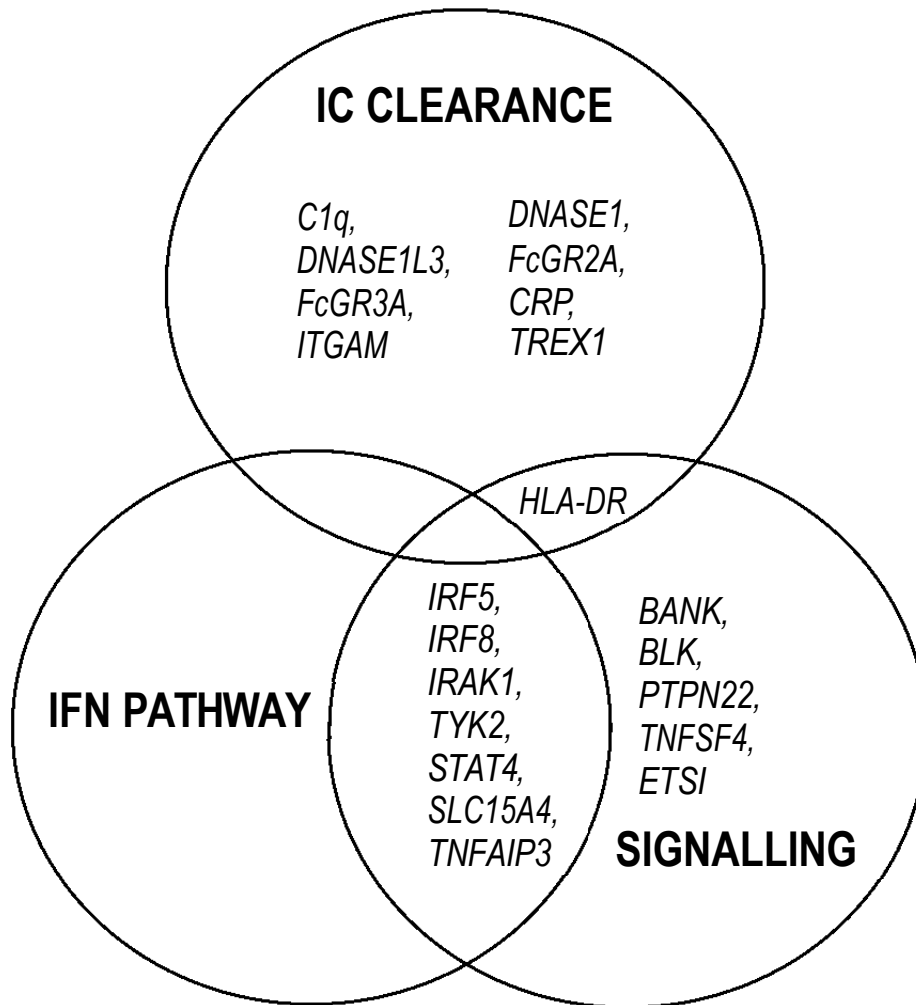 IC CLEARANCE
C1q,
DNASE1L3,
FcGR3A,
ITGAM
DNASE1,
FcGR2A,
CRP,
TREX1
HLA-DR
IRF5,
IRF8,
IRAK1,
TYK2,
STAT4,
SLC15A4,
TNFAIP3
IFN PATHWAY
BANK,
BLK,
PTPN22,
TNFSF4,
ETSI
SIGNALLING